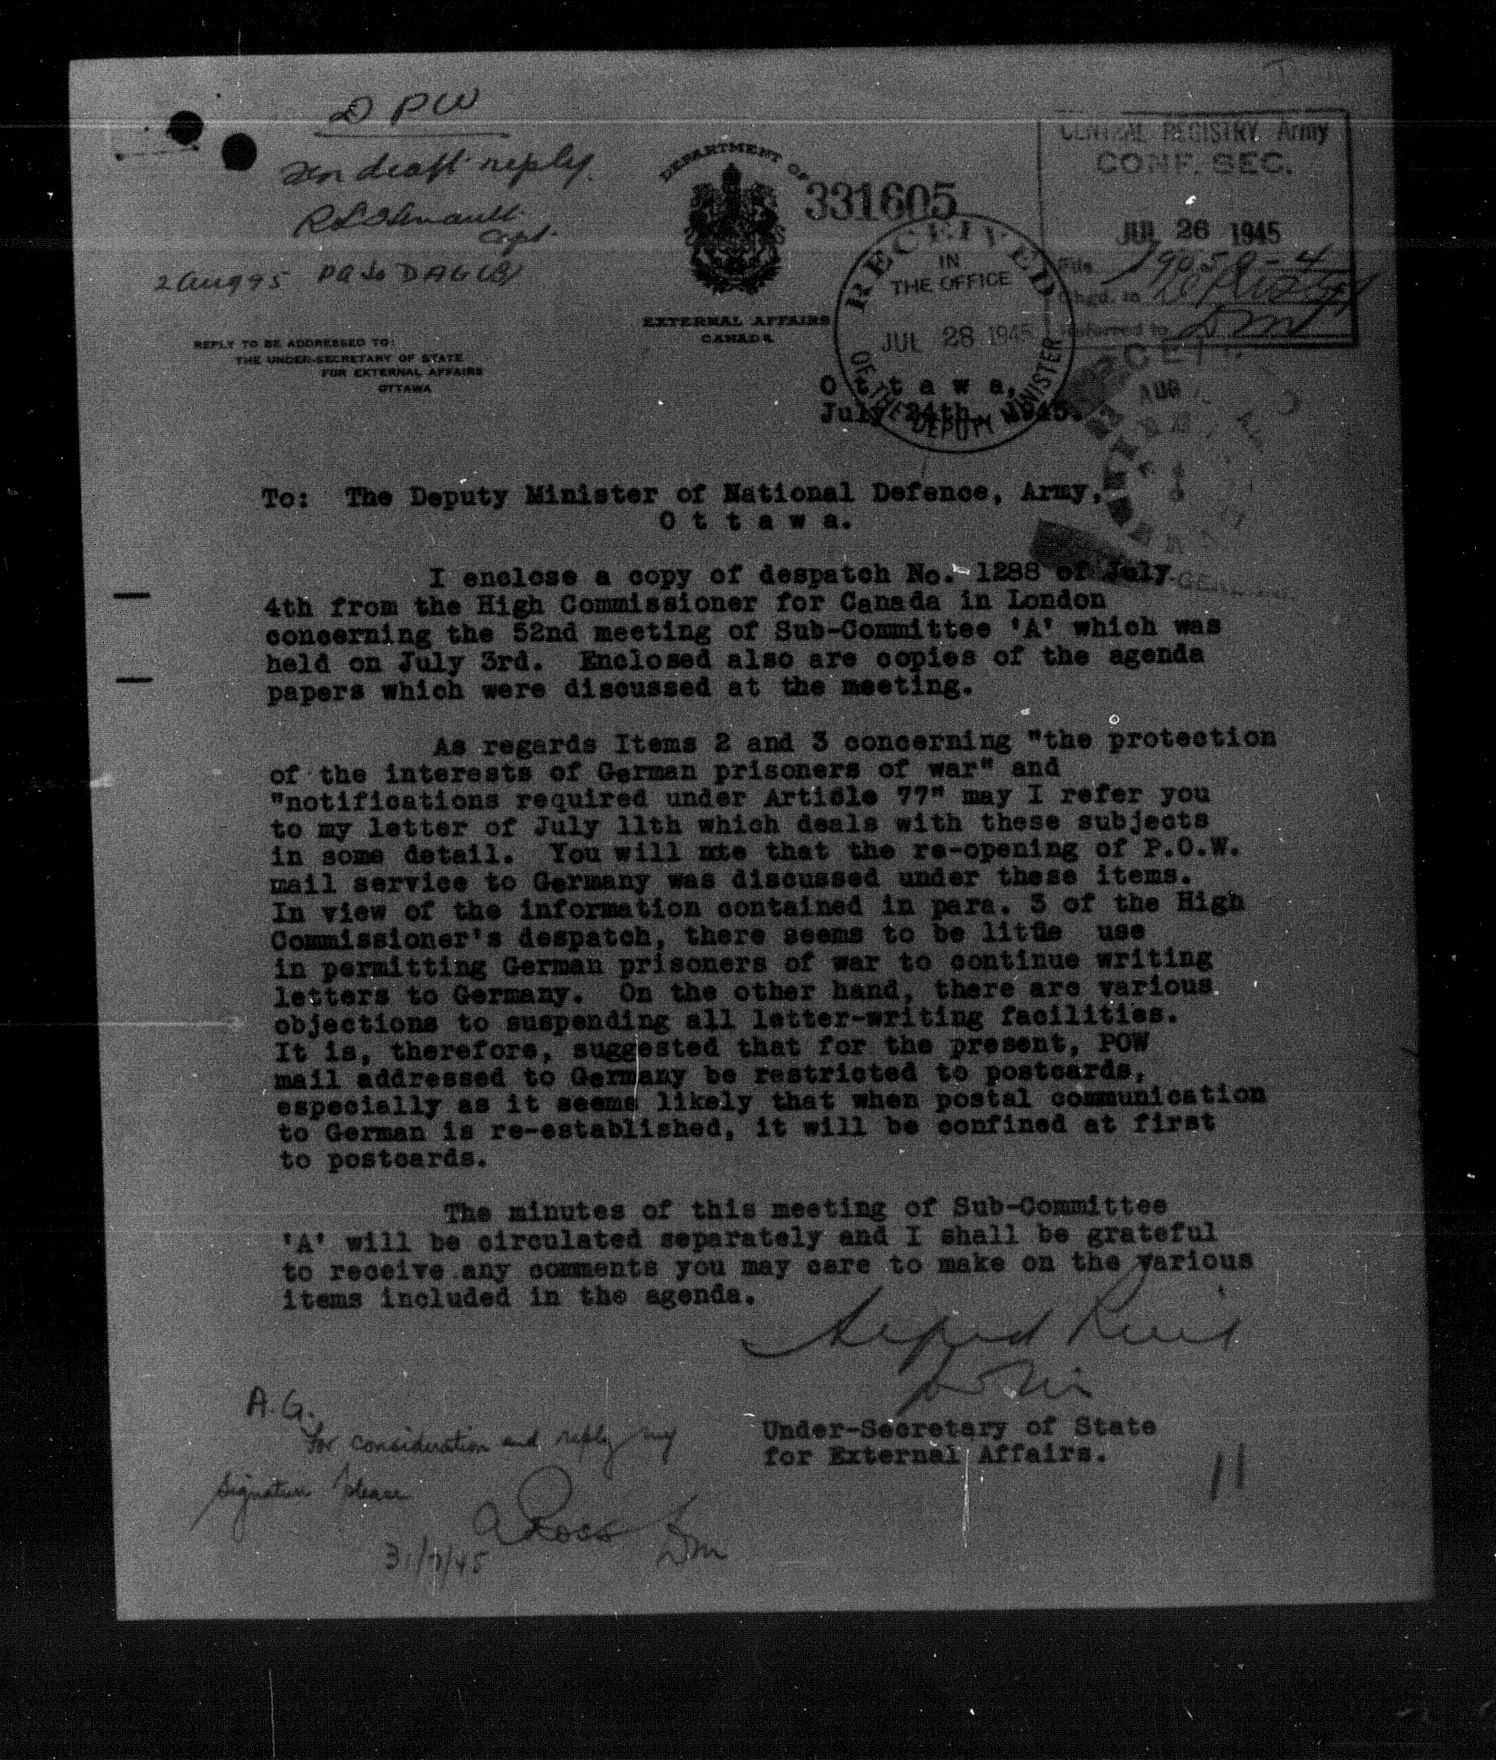 D P W
draft reply.
Capt.
2 Aug 45 PA to DAG (B)
DEPARTMENT OF
EXTERNAL AFFAIRS
CANADA
331605
CENTRAL REGISTRY Army
CONF. SEC.
JUL 26 1945
File 19050-4
Chgd. to
Referred to DM
RECEIVED
IN
THE OFFICE
JUL 28 1945
OF THE DEPUTY MINISTER
AUG
REPLY TO BE ADDRESSED TO:
THE UNDER-SECRETARY OF STATE
FOR EXTERNAL AFFAIRS
OTTAWA
O t t a w a,
July 24th, 1945.
To: The Deputy Minister of National Defence, Army,
O t t a w a.
I enclose a copy of despatch No. 1288 of July
4th from the High Commissioner for Canada in London
concerning the 52nd meeting of Sub-Committee 'A' which was
held on July 3rd. Enclosed also are copies of the agenda
papers which were discussed at the meeting.
As regards Items 2 and 3 concerning "the protection
of the interests of German prisoners of war" and
"notifications required under Article 77" may I refer you
to my letter of July 11th which deals with these subjects
in some detail. You will note that the re-opening of P.O.W.
mail service to Germany was discussed under these items.
In view of the information contained in para. 3 of the High
Commissioner's despatch, there seems to be little use
in permitting German prisoners of war to continue writing
letters to Germany. On the other hand, there are various
objections to suspending all letter-writing facilities.
It is, therefore, suggested that for the present, POW
mail addressed to Germany be restricted to postcards,
especially as it seems likely that when postal communication
to German is re-established, it will be confined at first
to postcards.
The minutes of this meeting of Sub-Committee
'A' will be circulated separately and I shall be grateful
to receive any comments you may care to make on the various
items included in the agenda.
Alfred Rive
Under-Secretary of State
for External Affairs.
A.G.
For consideration and reply my
signature please
A Ross DM
31/7/45
11